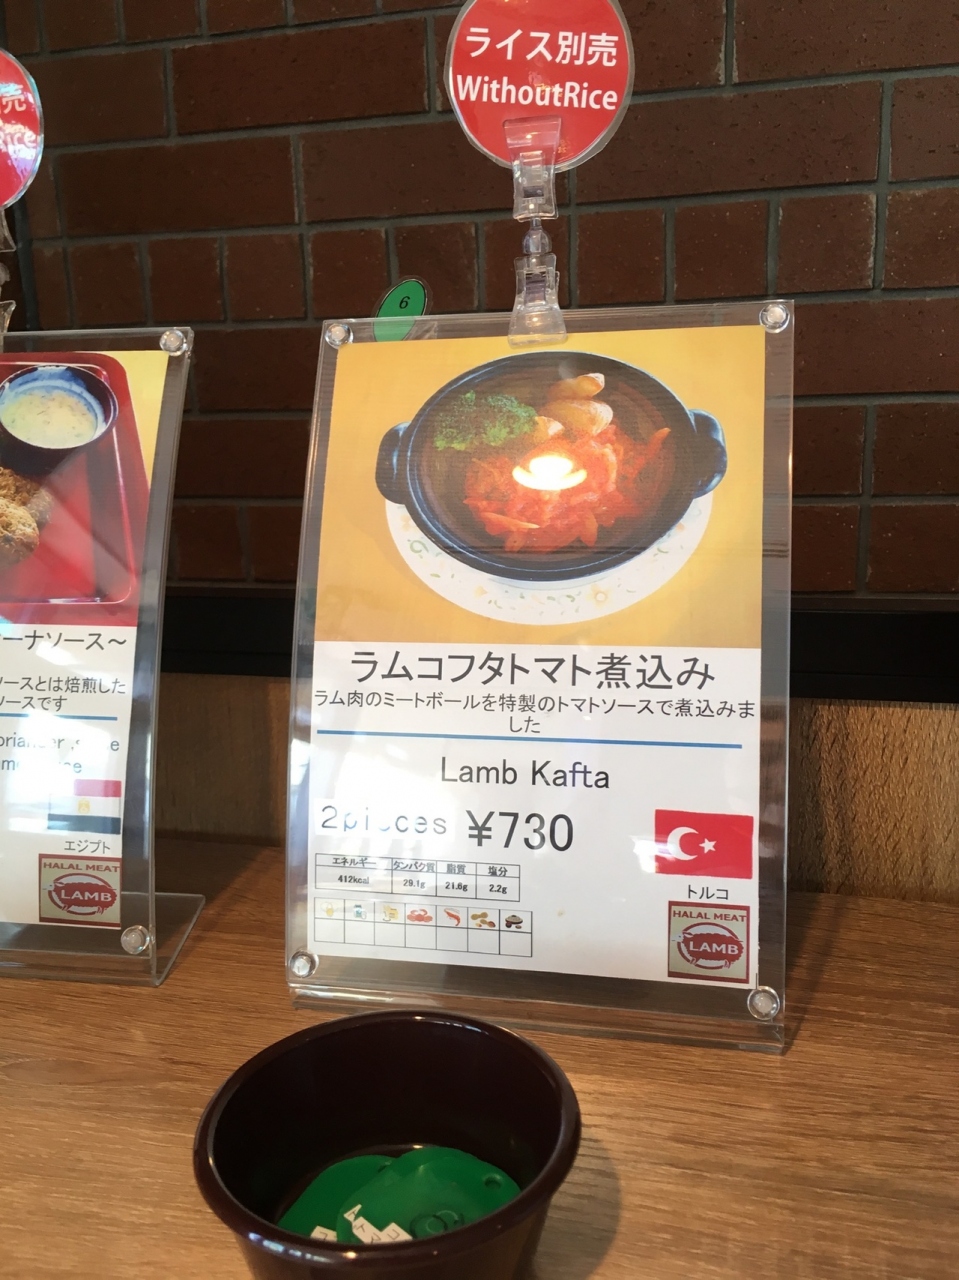 ライス別売
WithoutRice
売
Rice
6
ーナソース～
ソースとは焙煎した
ソースです
エジプト
HALAL MEAT
LAMB
ラムコフタトマト煮込み
ラム肉のミートボールを特製のトマトソースで煮込みま
した
Lamb Kafta
2pieces ¥730
エネルギー タンパク質 脂質 塩分
412kcal 29.1g 21.6g 2.2g
トルコ
HALAL MEAT
LAMB